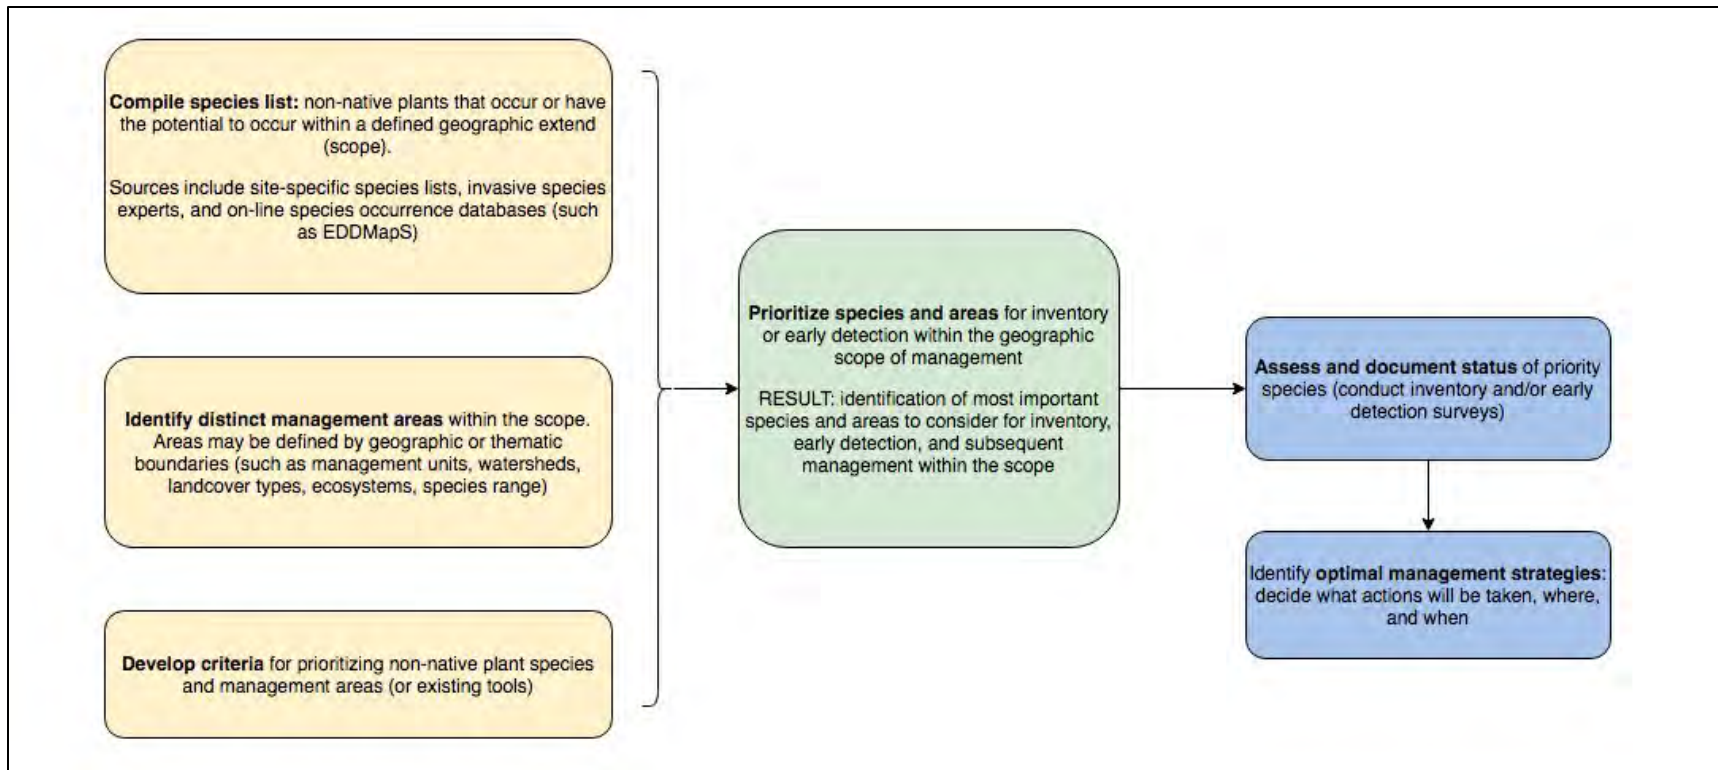 Compile species list: non-native plants that occur or have
the potential to occur within a defined geographic extend
(scope).
Sources include site-specific species lists, invasive species
experts, and on-line species occurrence databases (such
as EDDMapS)
Identify distinct management areas within the scope.
Areas may be defined by geographic or thematic
boundaries (such as management units, watersheds,
landcover types, ecosystems, species range)
Develop criteria for prioritizing non-native plant species
and management areas (or existing tools)
Prioritize species and areas for inventory
or early detection within the geographic
scope of management
RESULT: identification of most important
species and areas to consider for inventory,
early detection, and subsequent
management within the scope
Assess and document status of priority
species (conduct inventory and/or early
detection surveys)
Identify optimal management strategies:
decide what actions will be taken, where,
and when